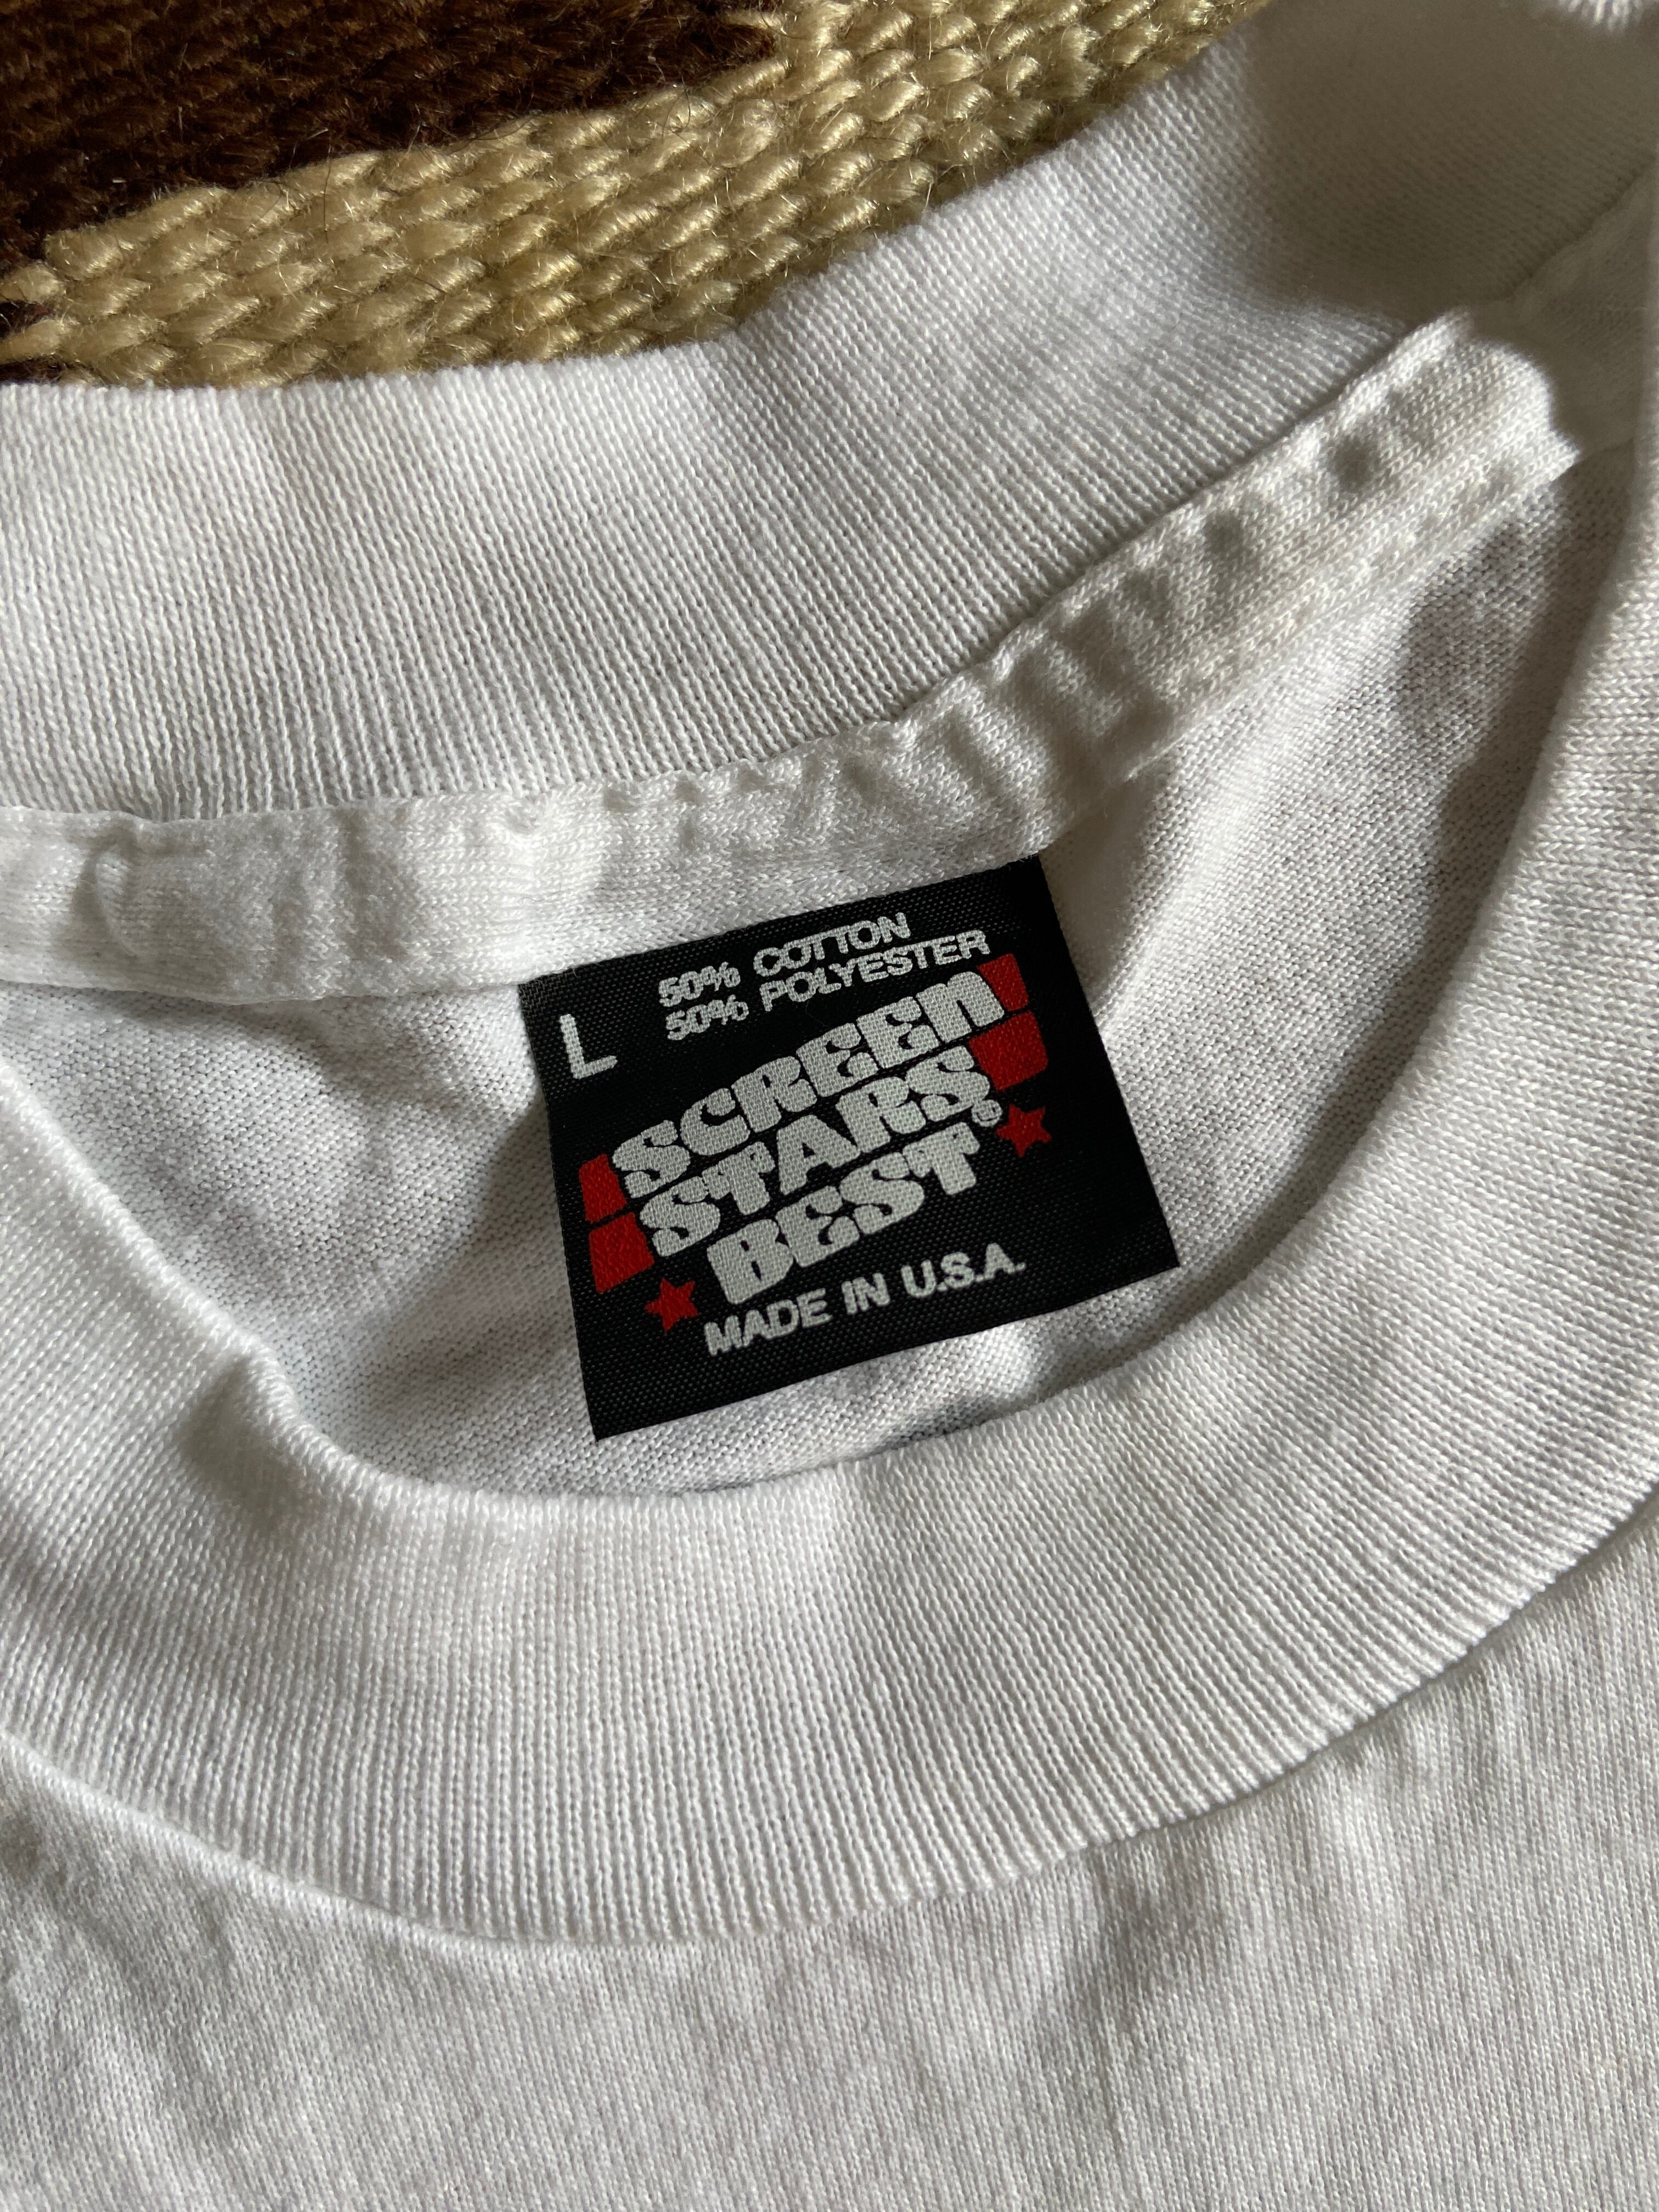 50% COTTON
50% POLYESTER
L
SCREEN
STARS®
BEST
MADE IN U.S.A.